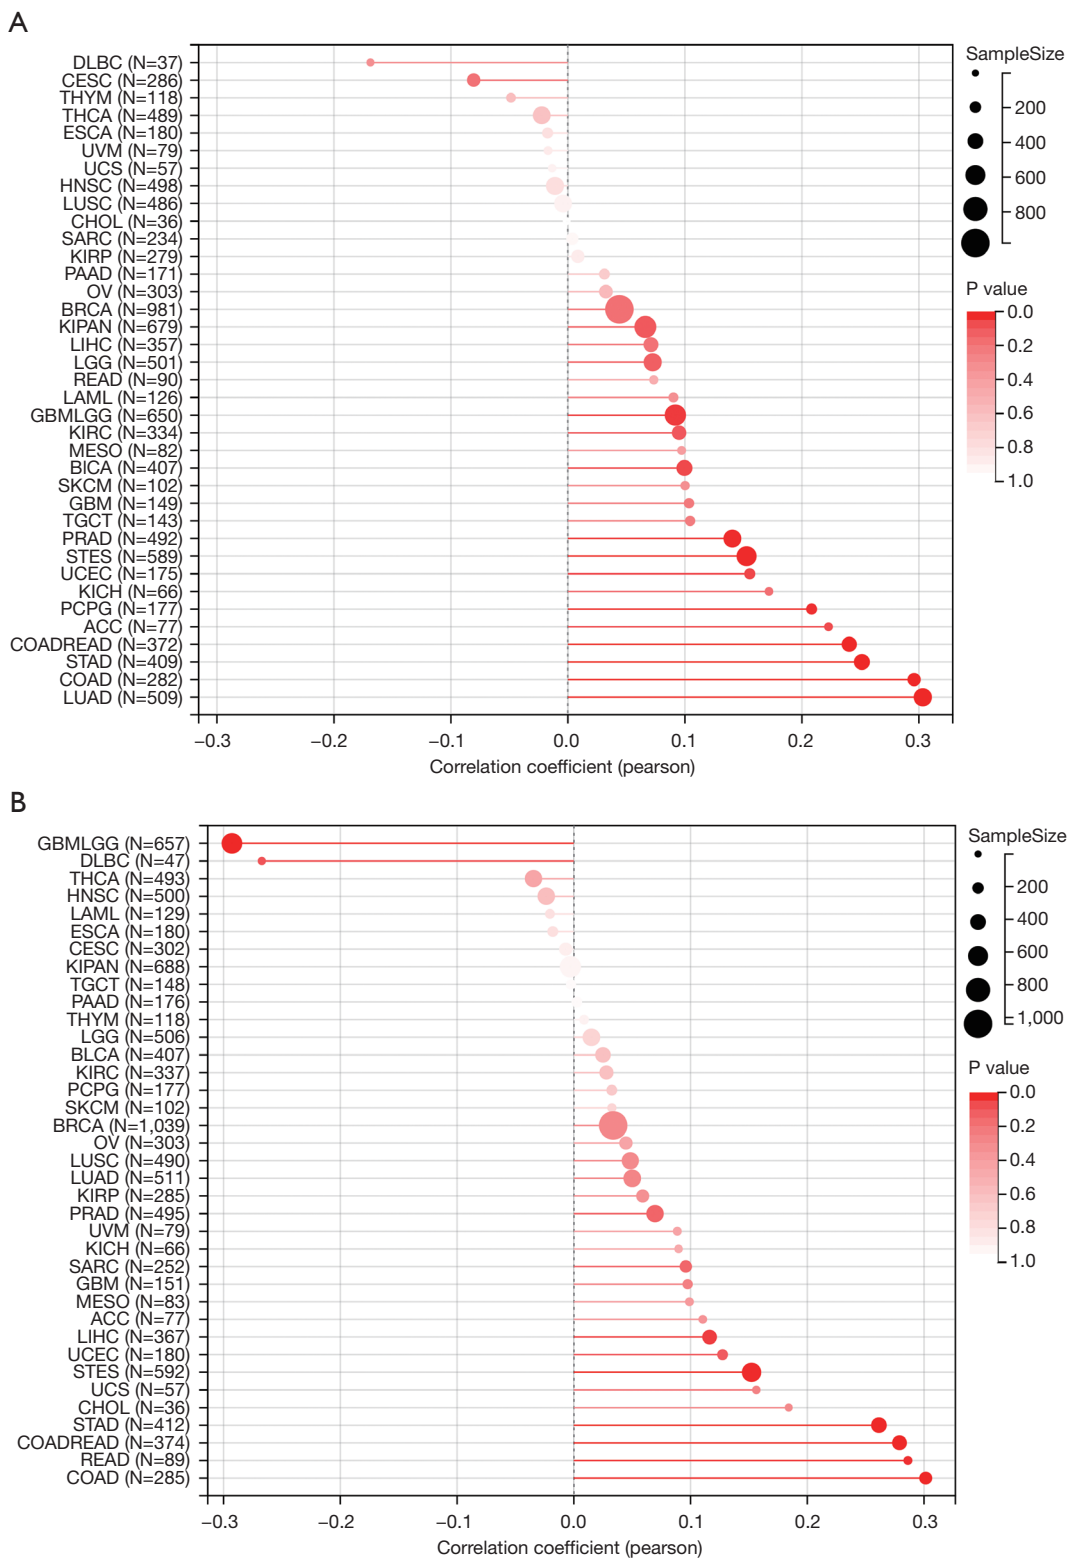 A
DLBC (N=37)
CESC (N=286)
THYM (N=118)
THCA (N=489)
ESCA (N=180)
UVM (N=79)
UCS (N=57)
HNSC (N=498)
LUSC (N=486)
CHOL (N=36)
SARC (N=234)
KIRP (N=279)
PAAD (N=171)
OV (N=303)
BRCA (N=981)
KIPAN (N=679)
LIHC (N=357)
LGG (N=501)
READ (N=90)
LAML (N=126)
GBMLGG (N=650)
KIRC (N=334)
MESO (N=82)
BICA (N=407)
SKCM (N=102)
GBM (N=149)
TGCT (N=143)
PRAD (N=492)
STES (N=589)
UCEC (N=175)
KICH (N=66)
PCPG (N=177)
ACC (N=77)
COADREAD (N=372)
STAD (N=409)
COAD (N=282)
LUAD (N=509)
−0.3 −0.2 −0.1 0.0 0.1 0.2 0.3
Correlation coefficient (pearson)
SampleSize
200
400
600
800
P value
0.0
0.2
0.4
0.6
0.8
1.0
B
GBMLGG (N=657)
DLBC (N=47)
THCA (N=493)
HNSC (N=500)
LAML (N=129)
ESCA (N=180)
CESC (N=302)
KIPAN (N=688)
TGCT (N=148)
PAAD (N=176)
THYM (N=118)
LGG (N=506)
BLCA (N=407)
KIRC (N=337)
PCPG (N=177)
SKCM (N=102)
BRCA (N=1,039)
OV (N=303)
LUSC (N=490)
LUAD (N=511)
KIRP (N=285)
PRAD (N=495)
UVM (N=79)
KICH (N=66)
SARC (N=252)
GBM (N=151)
MESO (N=83)
ACC (N=77)
LIHC (N=367)
UCEC (N=180)
STES (N=592)
UCS (N=57)
CHOL (N=36)
STAD (N=412)
COADREAD (N=374)
READ (N=89)
COAD (N=285)
−0.3 −0.2 −0.1 0.0 0.1 0.2 0.3
Correlation coefficient (pearson)
SampleSize
200
400
600
800
1,000
P value
0.0
0.2
0.4
0.6
0.8
1.0